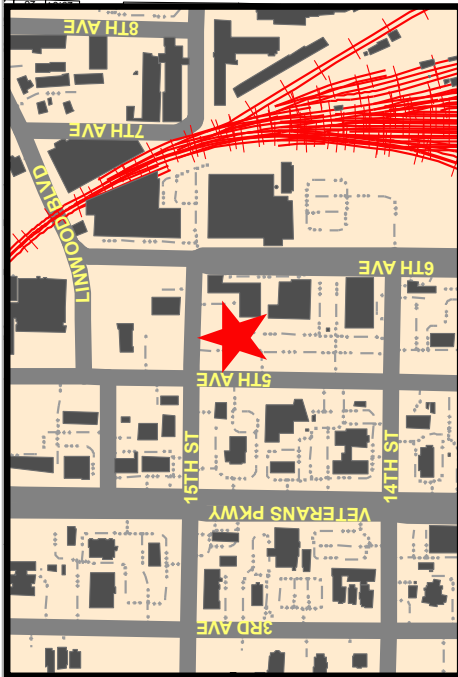 8TH AVE
7TH AVE
LINWOOD BLVD
6TH AVE
5TH AVE
15TH ST
14TH ST
VETERANS PKWY
3RD AVE